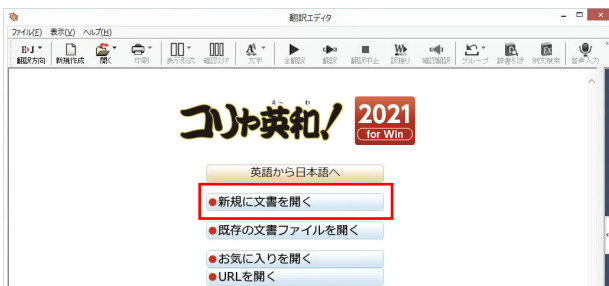 翻訳エディタ
ファイル(F) 表示(V) ヘルプ(H)
E›J
翻訳方向 新規作成 開く 印刷 表示形式 確認エリア 文字 全翻訳 翻訳 翻訳中止 訳振り 確認翻訳 グループ 辞書引き 例文検索 音声入力
え~ わ
コリャ英和! 2021
for Win
英語から日本語へ
新規に文書を開く
既存の文書ファイルを開く
お気に入りを開く
URLを開く